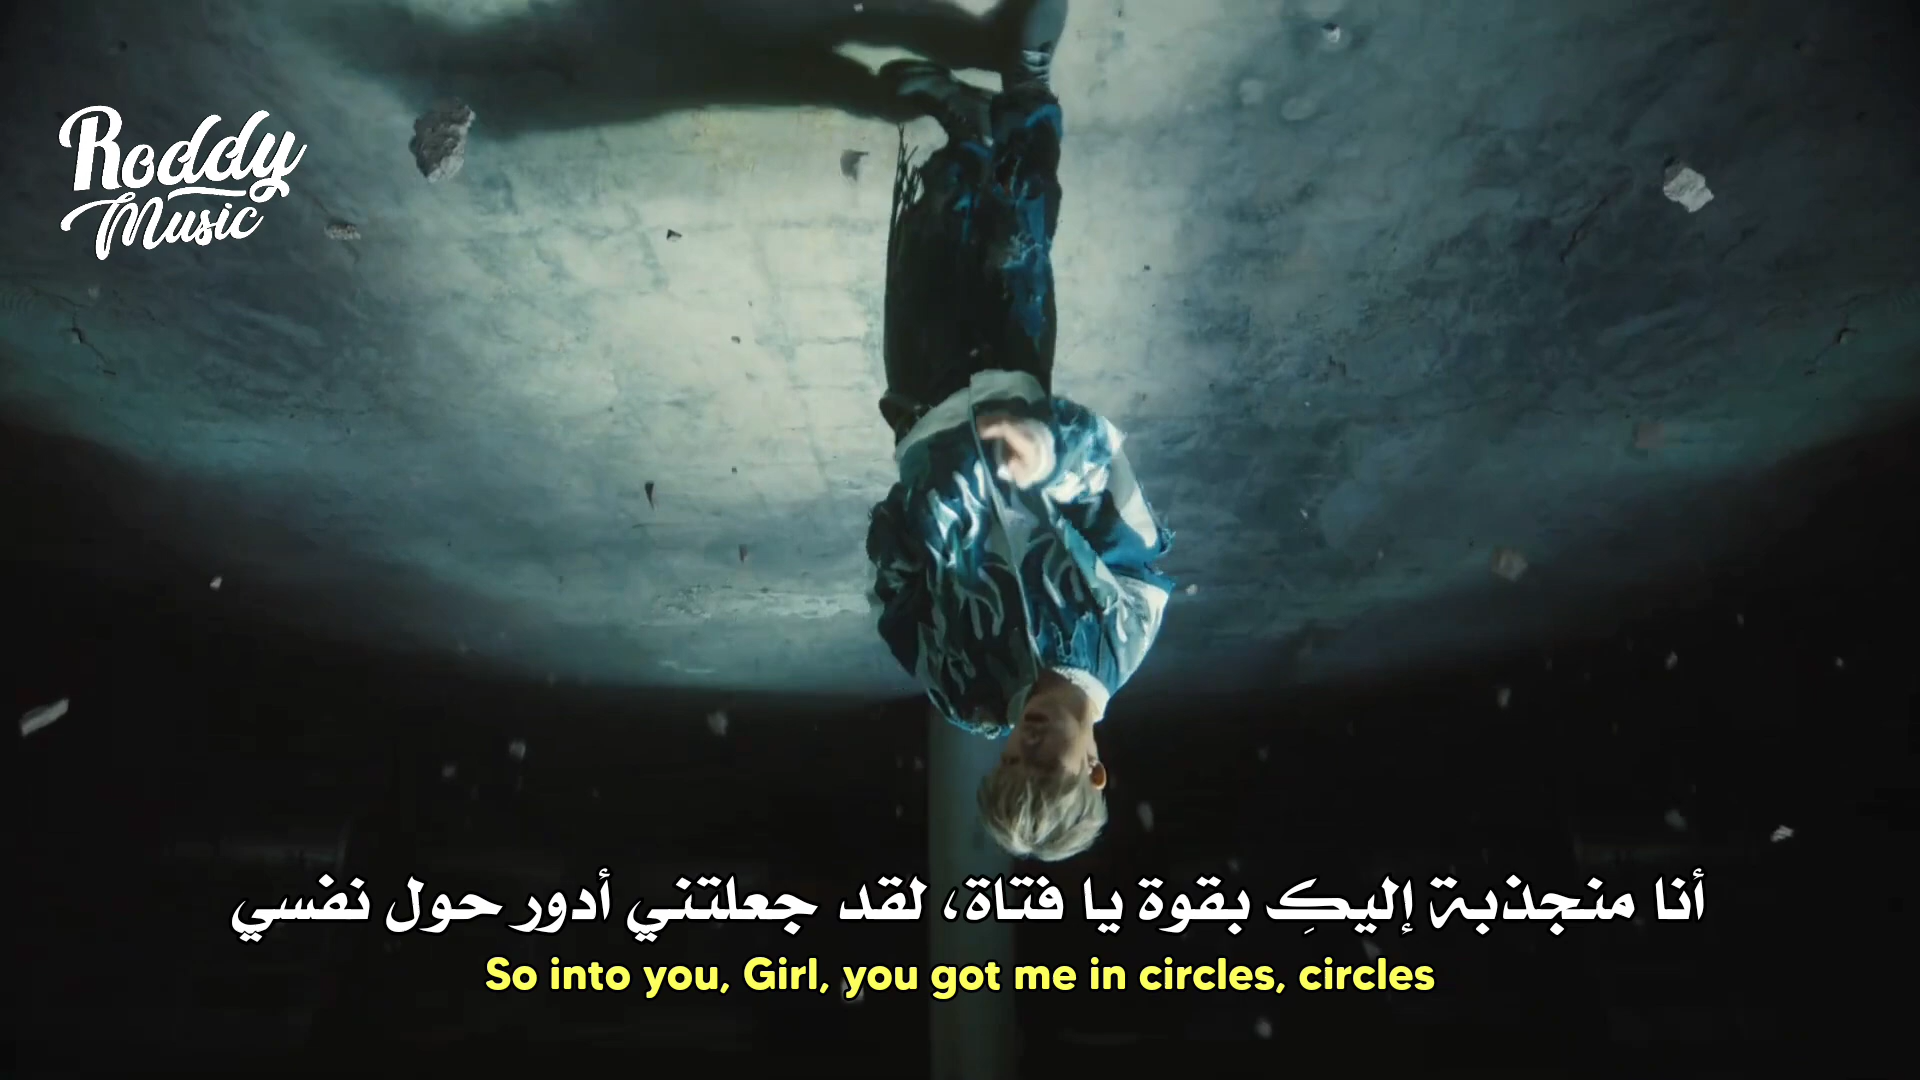 Roddy
Music
أنا منجذبة إليكِ بقوة يا فتاة، لقد جعلتني أدور حول نفسي
So into you, Girl, you got me in circles, circles